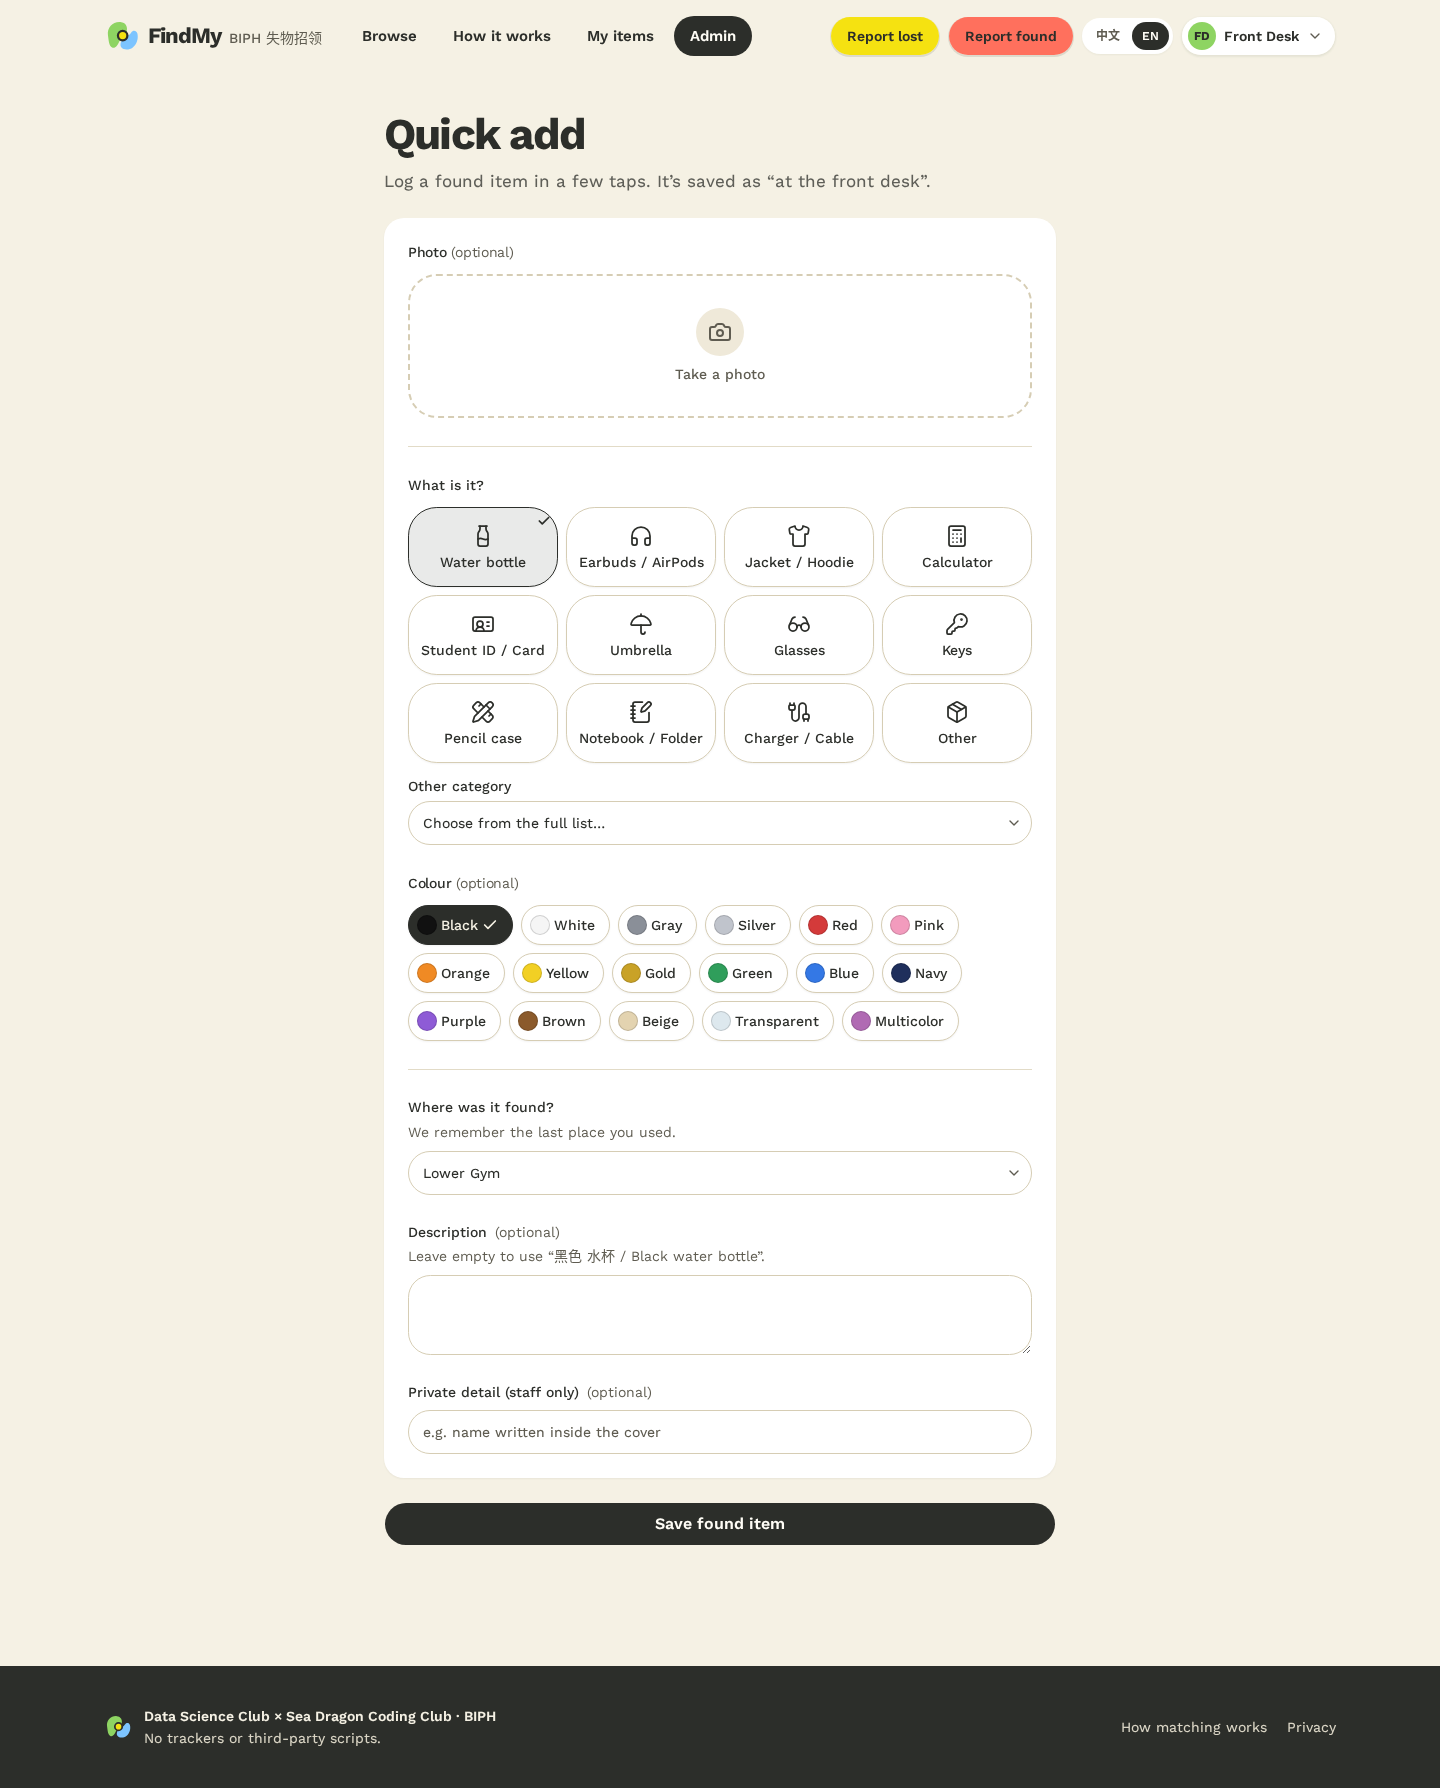 FindMy BIPH 失物招领 Browse How it works My items Admin Report lost Report found 中文 EN FD Front Desk
Quick add
Log a found item in a few taps. It’s saved as “at the front desk”.
Photo (optional)
Take a photo
What is it?
Water bottle Earbuds / AirPods Jacket / Hoodie Calculator
Student ID / Card Umbrella Glasses Keys
Pencil case Notebook / Folder Charger / Cable Other
Other category
Choose from the full list…
Colour (optional)
Black White Gray Silver Red Pink
Orange Yellow Gold Green Blue Navy
Purple Brown Beige Transparent Multicolor
Where was it found?
We remember the last place you used.
Lower Gym
Description (optional)
Leave empty to use “黑色 水杯 / Black water bottle”.
Private detail (staff only) (optional)
e.g. name written inside the cover
Save found item
Data Science Club × Sea Dragon Coding Club · BIPH
No trackers or third-party scripts.
How matching works Privacy